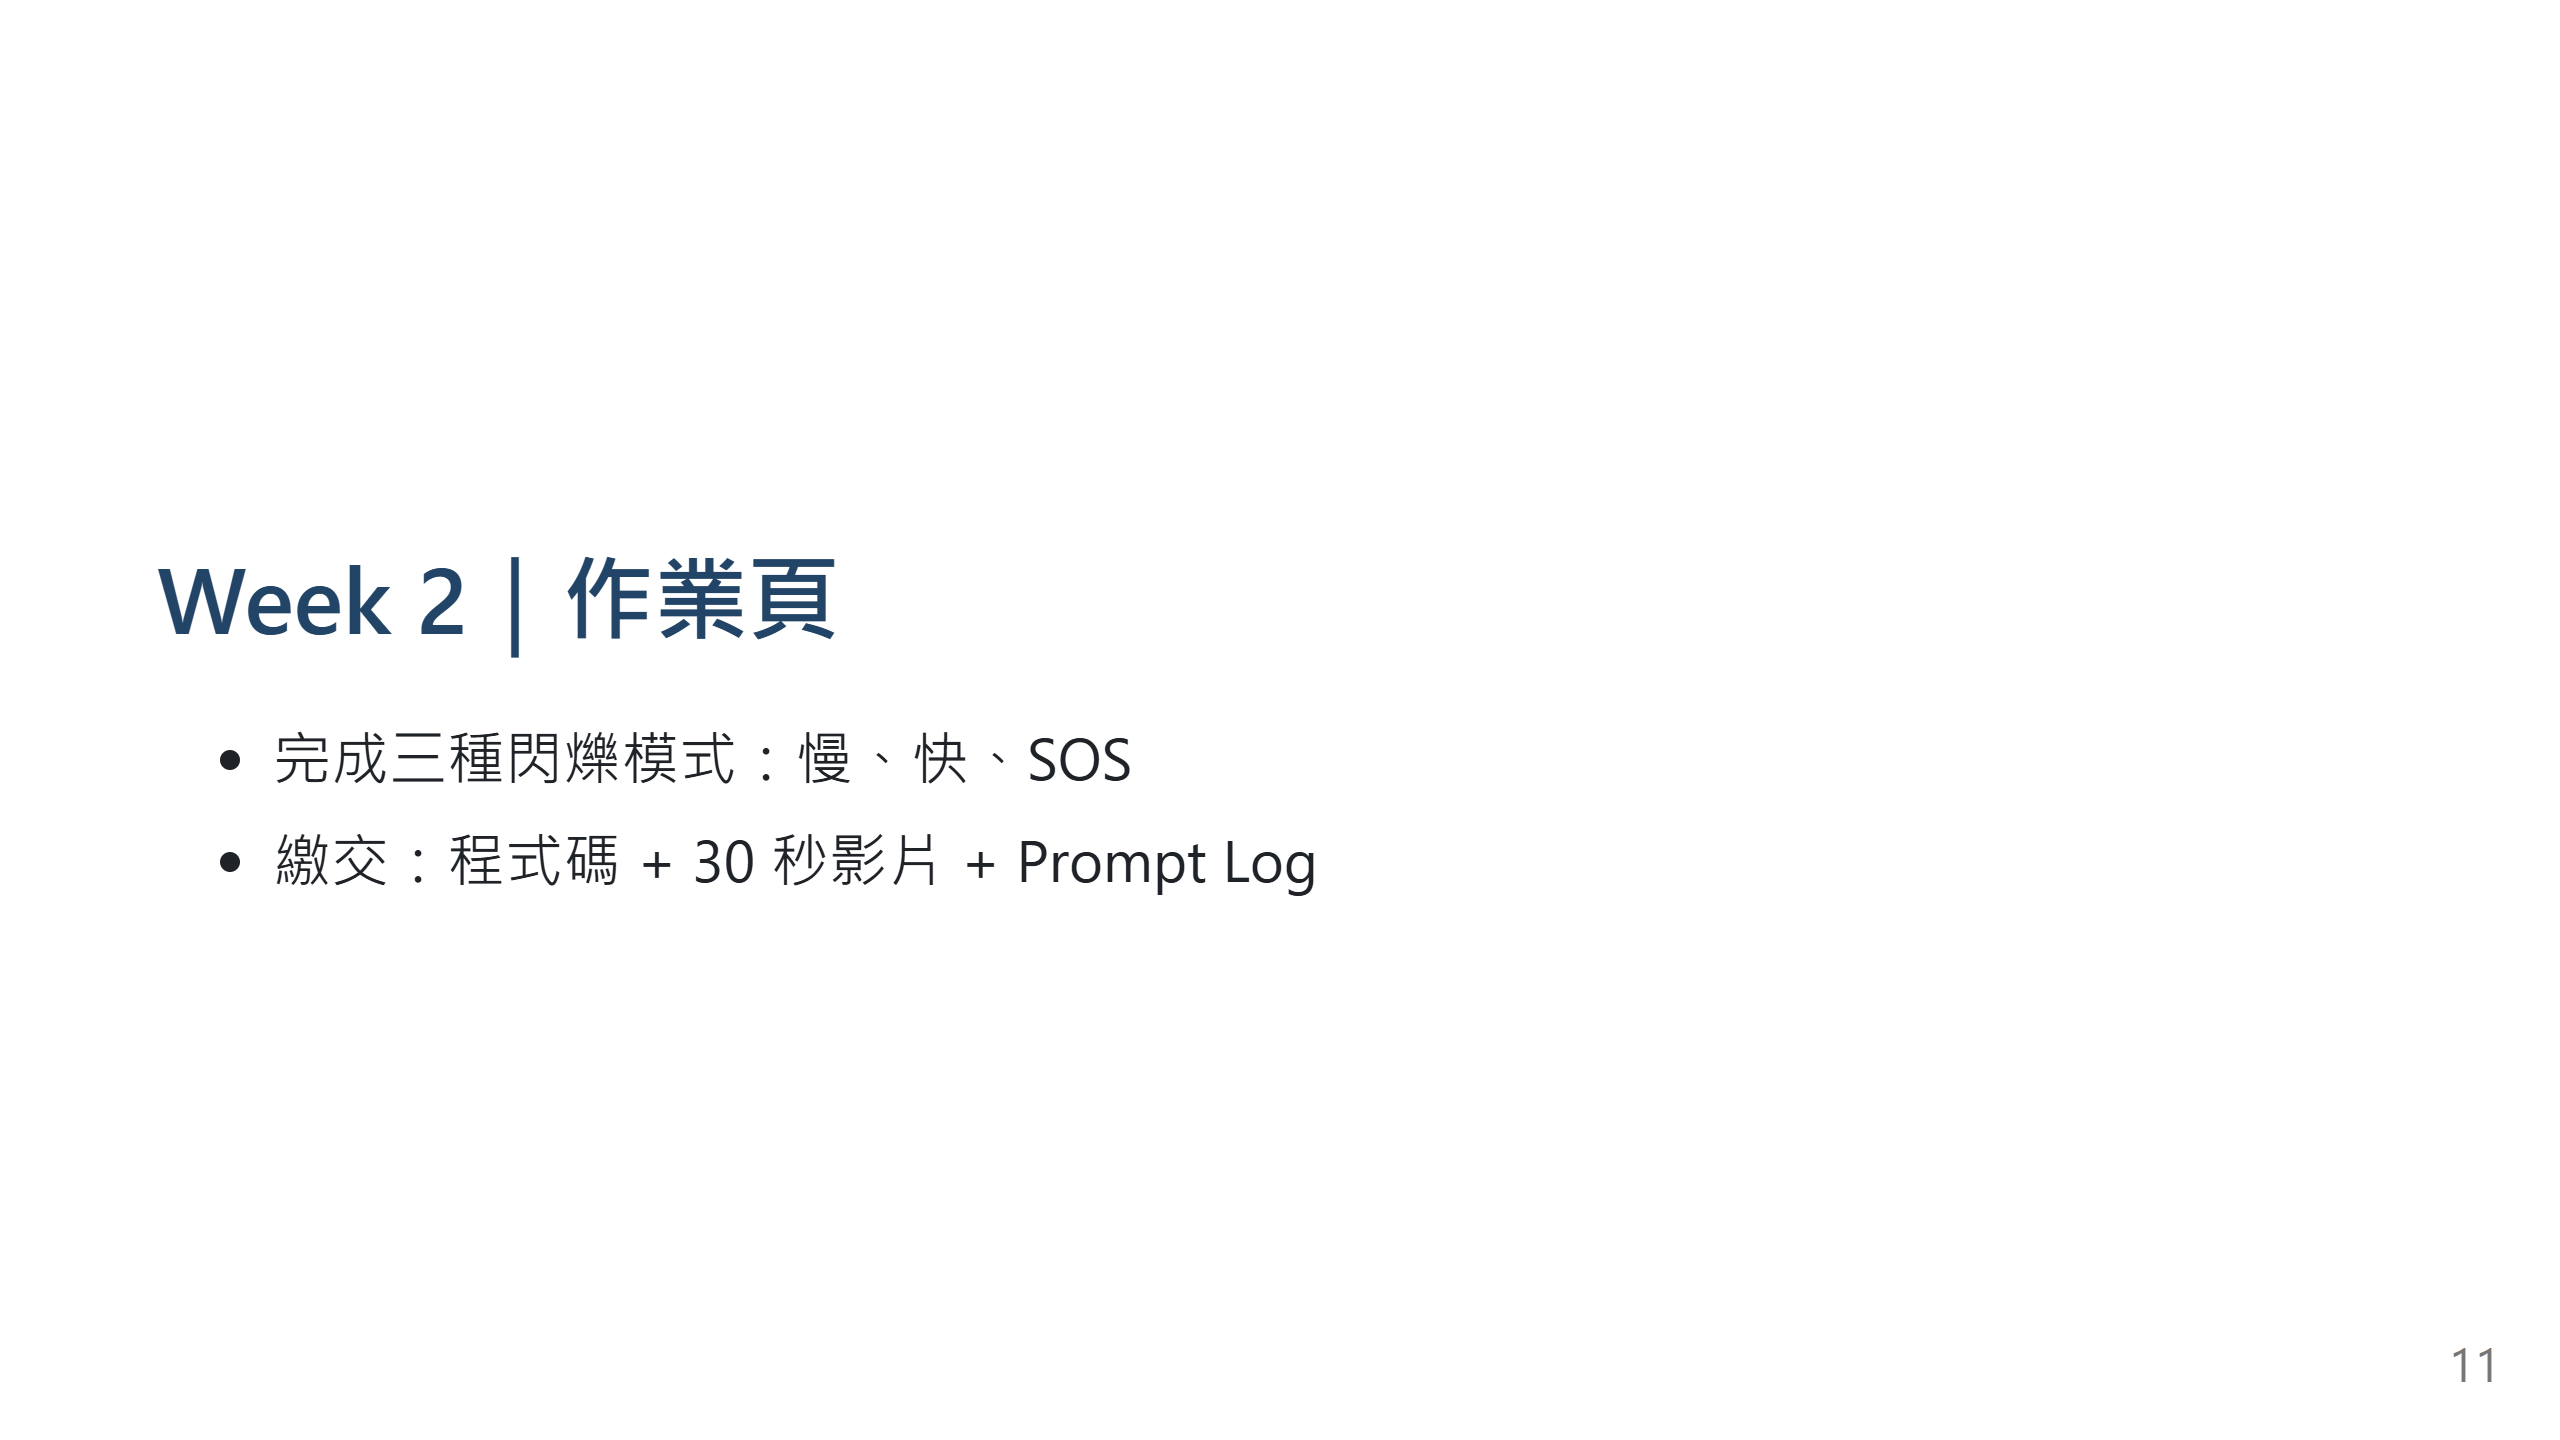 Week 2｜作業頁
• 完成三種閃爍模式：慢、快、SOS
• 繳交：程式碼 + 30 秒影片 + Prompt Log
11